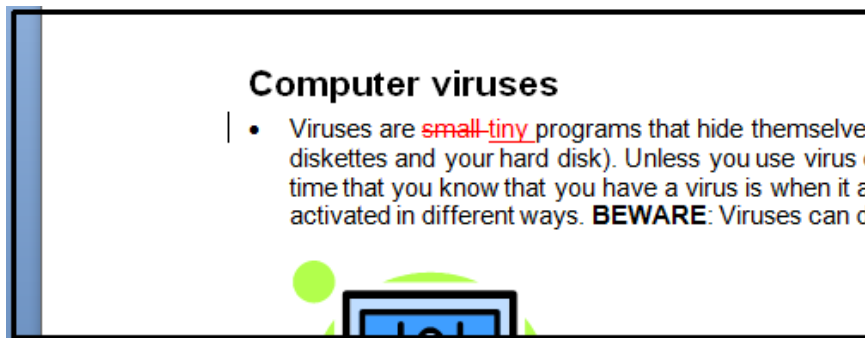 Computer viruses
• Viruses are small tiny programs that hide themselve
diskettes and your hard disk). Unless you use virus
time that you know that you have a virus is when it
activated in different ways. BEWARE: Viruses can